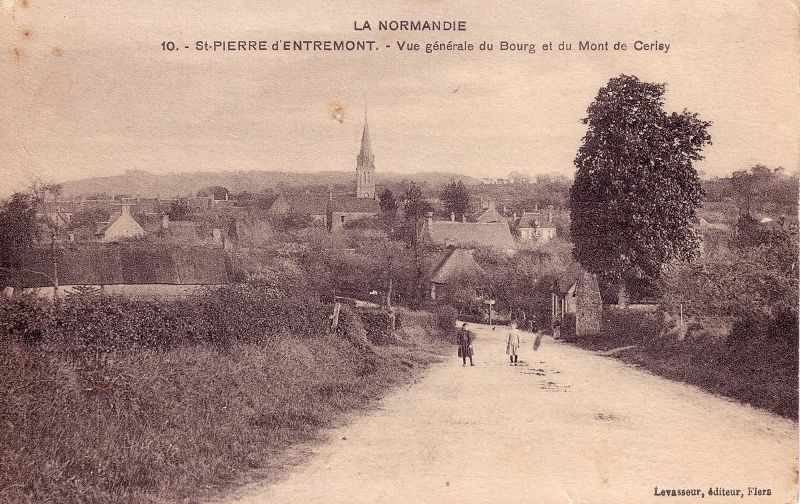 LA NORMANDIE
10. - St-PIERRE d'ENTREMONT. - Vue générale du Bourg et du Mont de Cerisy
Levasseur, éditeur, Flers